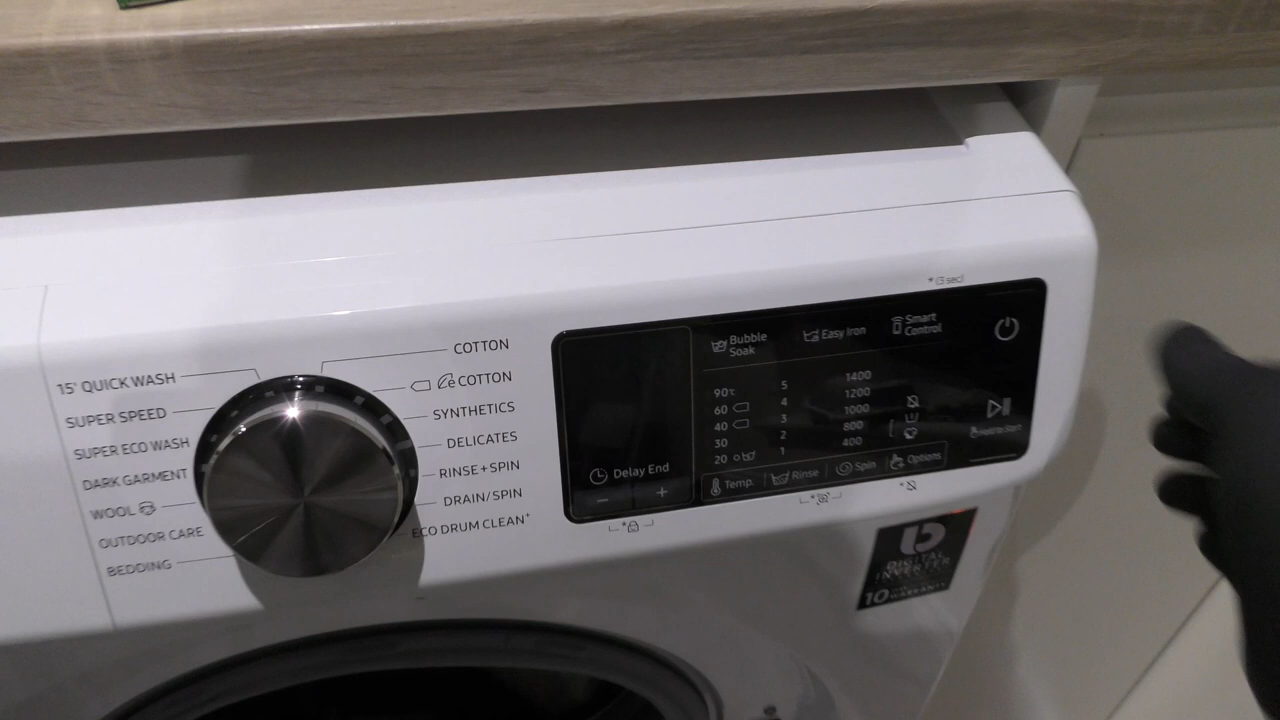 15' QUICK WASH
SUPER SPEED
SUPER ECO WASH
DARK GARMENT
WOOL
OUTDOOR CARE
BEDDING
COTTON
e COTTON
SYNTHETICS
DELICATES
RINSE+SPIN
DRAIN/SPIN
ECO DRUM CLEAN+
* (3 sec)
Bubble
Soak
Easy Iron
Smart
Control
90℃ 5 1400
60 4 1200
40 3 1000
30 2 800
20 1 400
Delay End
− +
Temp. Rinse Spin Options
DIGITAL
INVERTER
10
WARRANTY